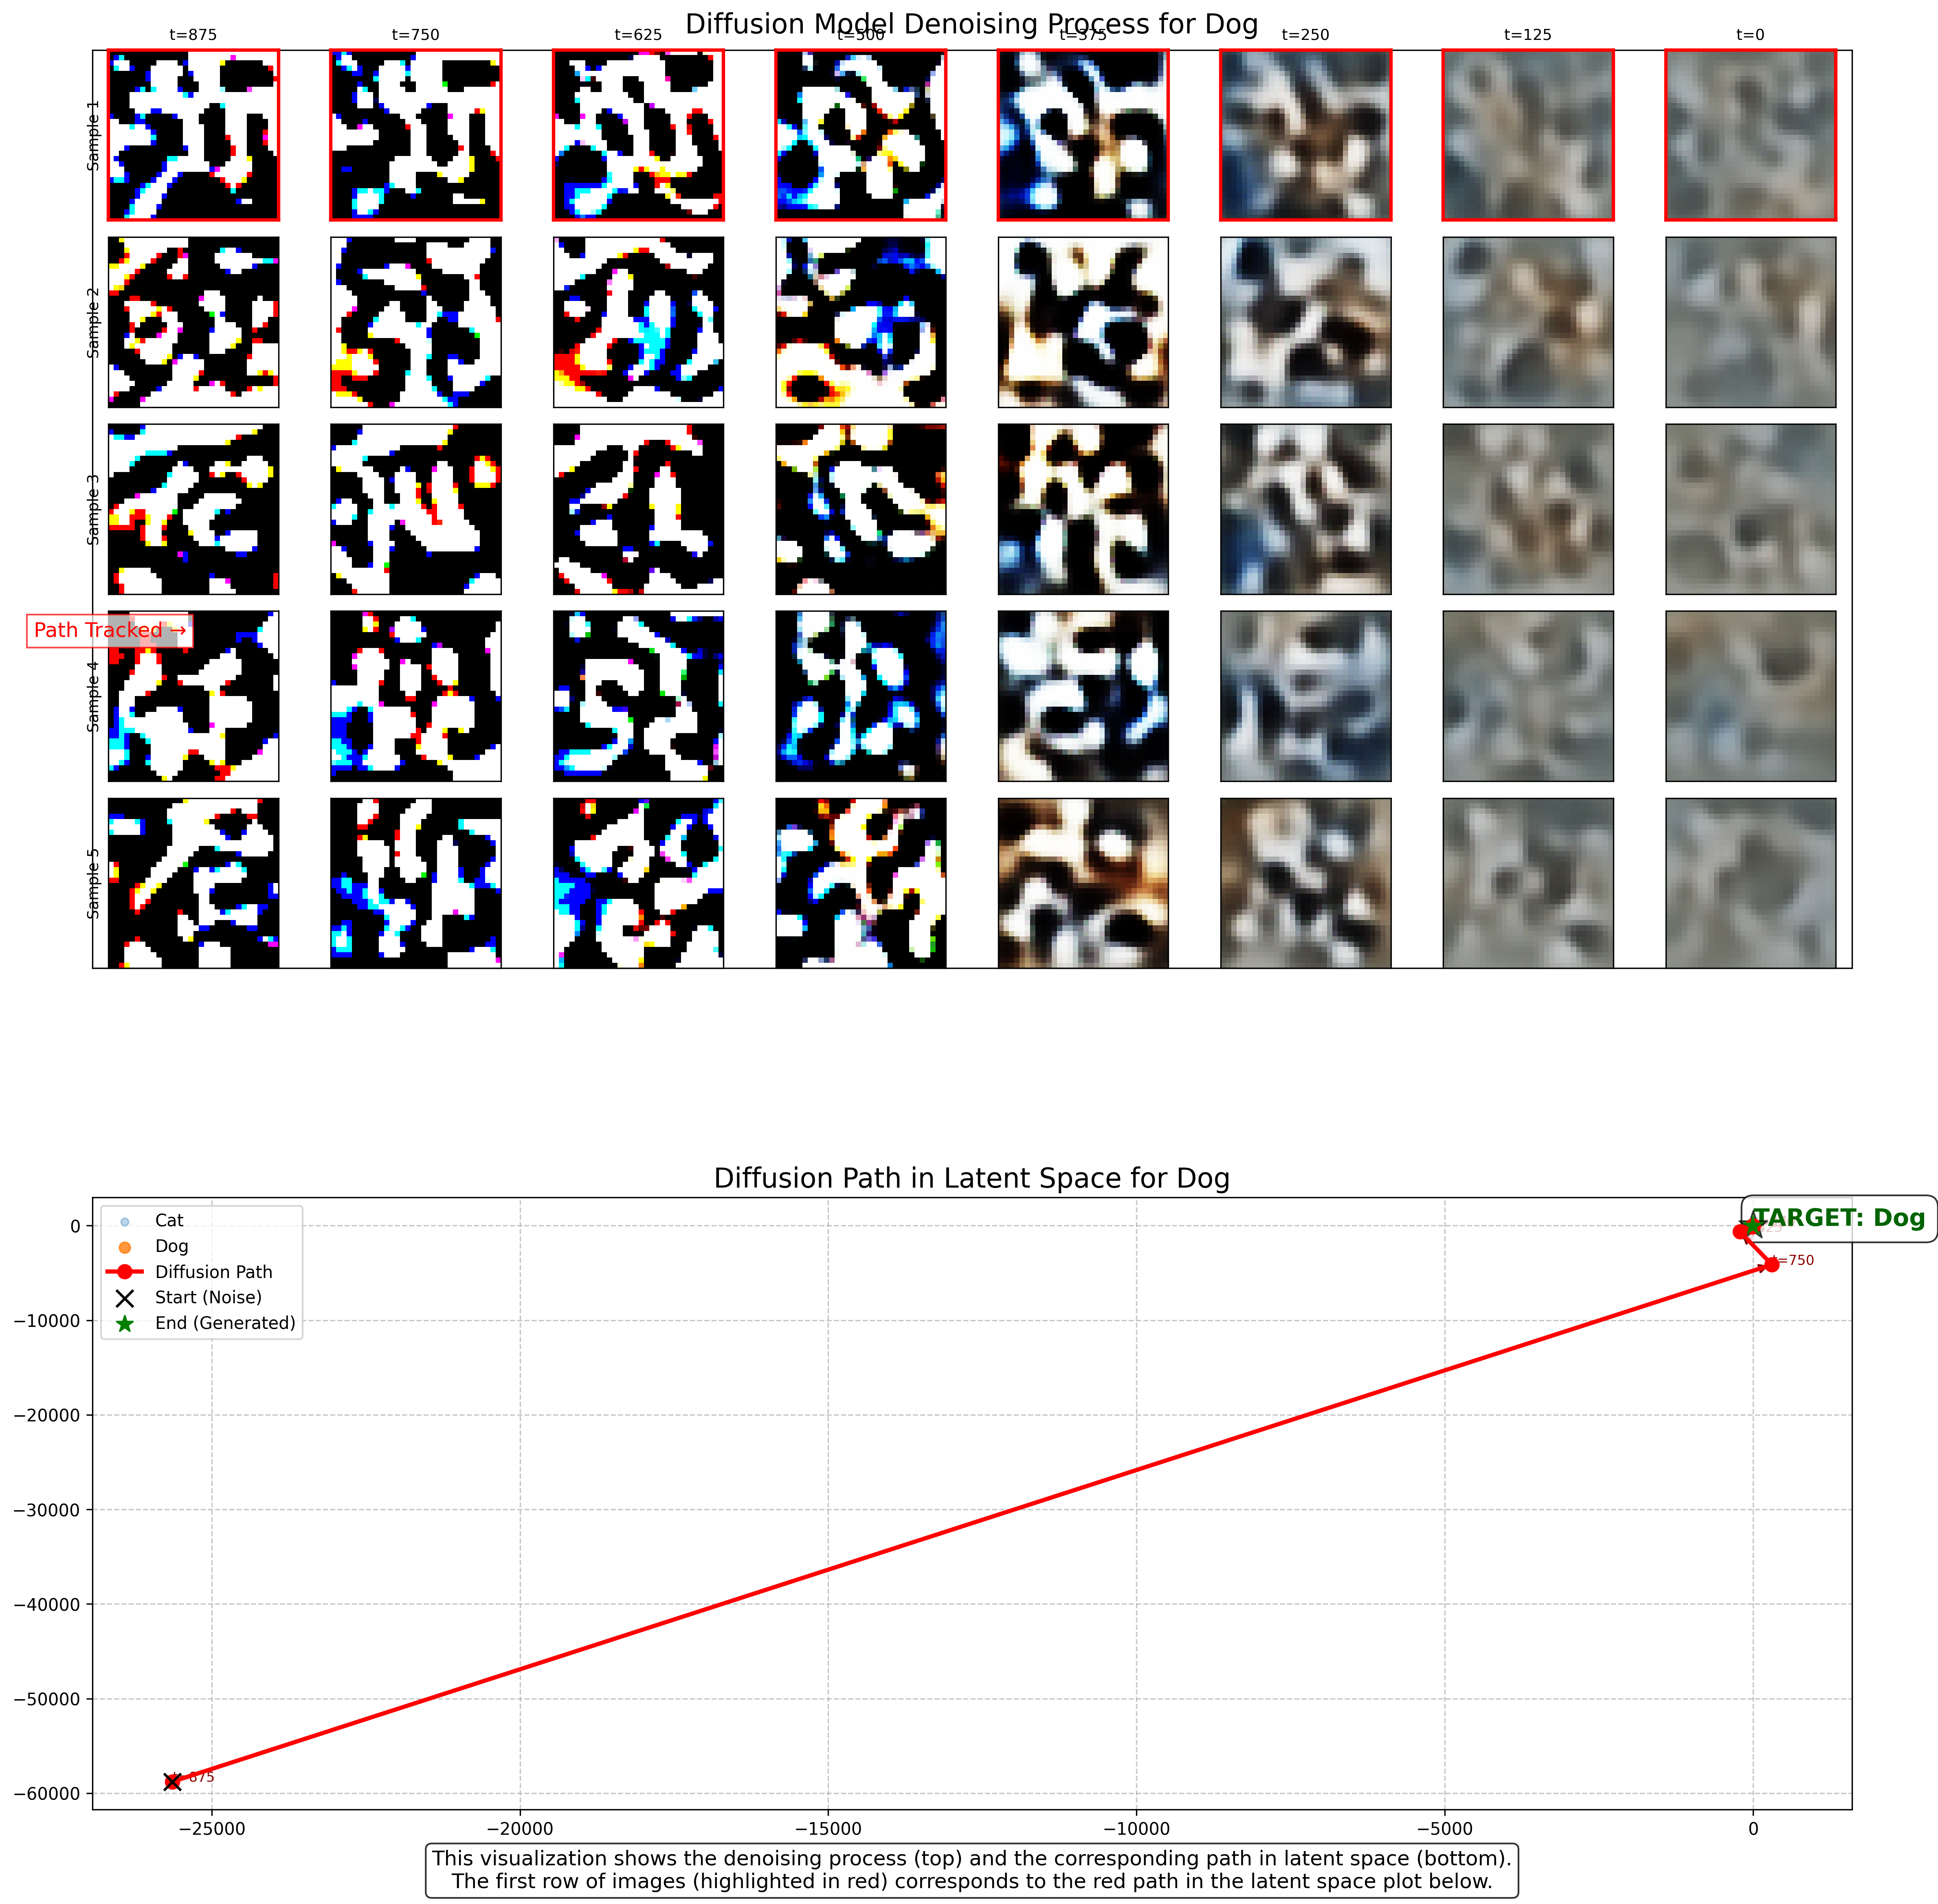 Diffusion Model Denoising Process for Dog
t=875
t=750
t=625
t=500
t=375
t=250
t=125
t=0
Sample 1
Sample 2
Sample 3
Path Tracked →
Sample 4
Sample 5
Diffusion Path in Latent Space for Dog
Cat
Dog
Diffusion Path
Start (Noise)
End (Generated)
TARGET: Dog
t=750
875
0
−10000
−20000
−30000
−40000
−50000
−60000
−25000
−20000
−15000
−10000
−5000
0
This visualization shows the denoising process (top) and the corresponding path in latent space (bottom).
The first row of images (highlighted in red) corresponds to the red path in the latent space plot below.